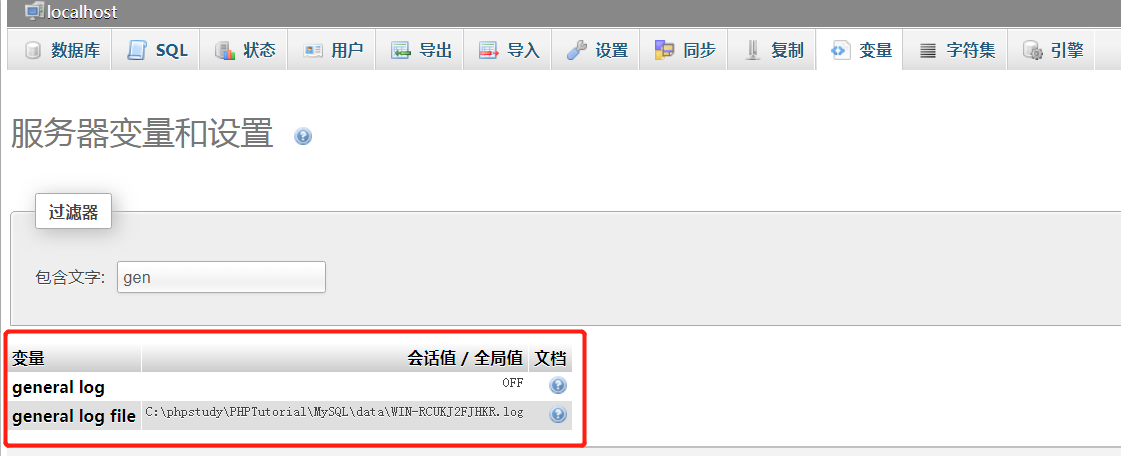 localhost
数据库 SQL 状态 用户 导出 导入 设置 同步 复制 变量 字符集 引擎
服务器变量和设置
过滤器
包含文字: gen
变量 会话值 / 全局值 文档
general log OFF
general log file C:\phpstudy\PHPTutorial\MySQL\data\WIN-RCUKJ2FJHKR.log